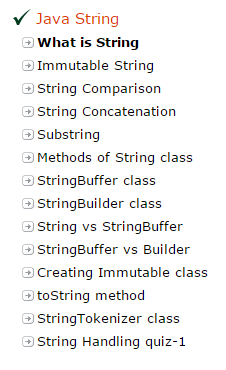 Java String
What is String
Immutable String
String Comparison
String Concatenation
Substring
Methods of String class
StringBuffer class
StringBuilder class
String vs StringBuffer
StringBuffer vs Builder
Creating Immutable class
toString method
StringTokenizer class
String Handling quiz-1